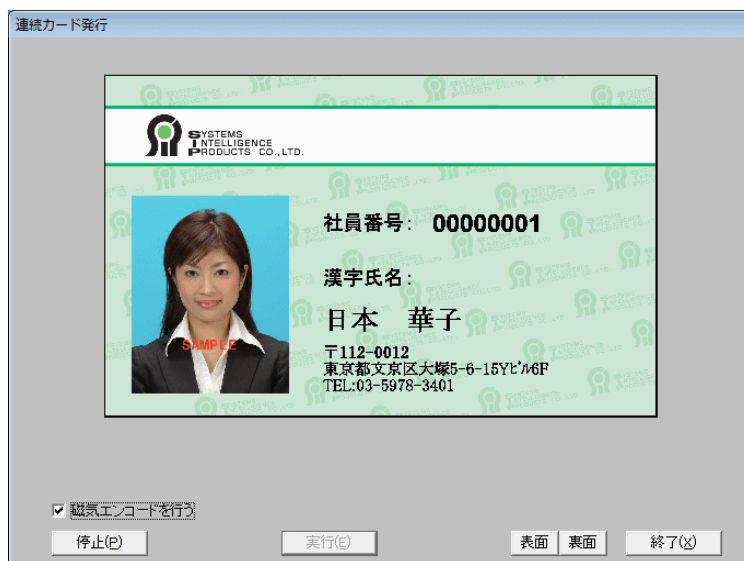 連続カード発行
SYSTEMS
INTELLIGENCE
PRODUCTS CO.,LTD.
社員番号: 00000001
漢字氏名:
日本 華子
SAMPLE
〒112-0012
東京都文京区大塚5-6-15Yビル6F
TEL:03-5978-3401
磁気エンコードを行う
停止(P) 実行(E) 表面 裏面 終了(X)